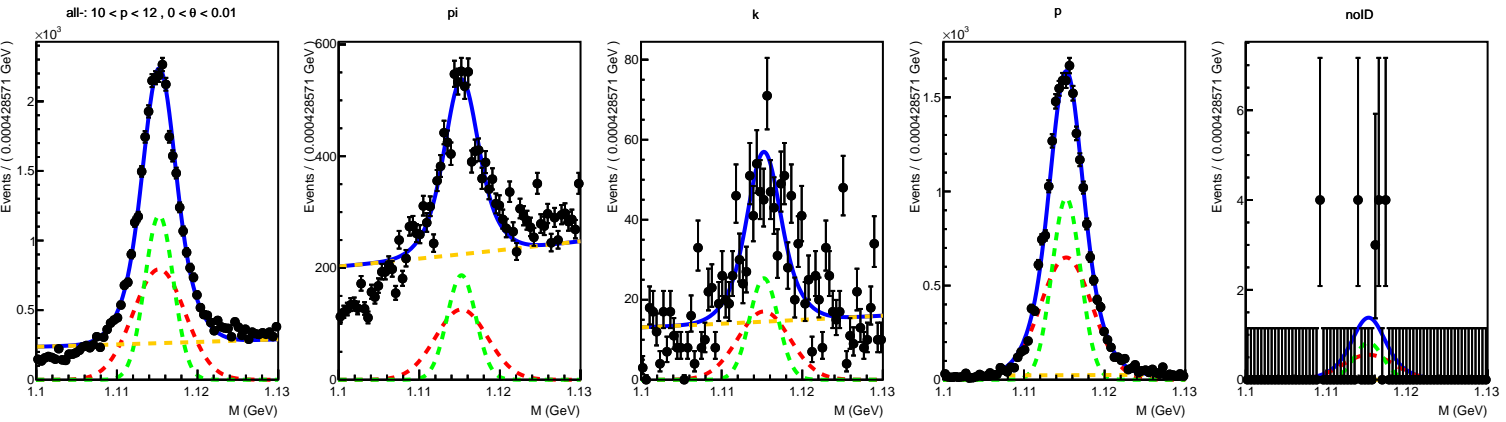 all-: 10 < p < 12 , 0 < θ < 0.01
×10³
Events / ( 0.000428571 GeV )
2
1.5
1
0.5
0
1.1
1.11
1.12
1.13
M (GeV)
pi
Events / ( 0.000428571 GeV )
600
400
200
0
1.1
1.11
1.12
1.13
M (GeV)
k
Events / ( 0.000428571 GeV )
80
60
40
20
0
1.1
1.11
1.12
1.13
M (GeV)
p
×10³
Events / ( 0.000428571 GeV )
1.5
1
0.5
0
1.1
1.11
1.12
1.13
M (GeV)
noID
Events / ( 0.000428571 GeV )
6
4
2
0
1.1
1.11
1.12
1.13
M (GeV)